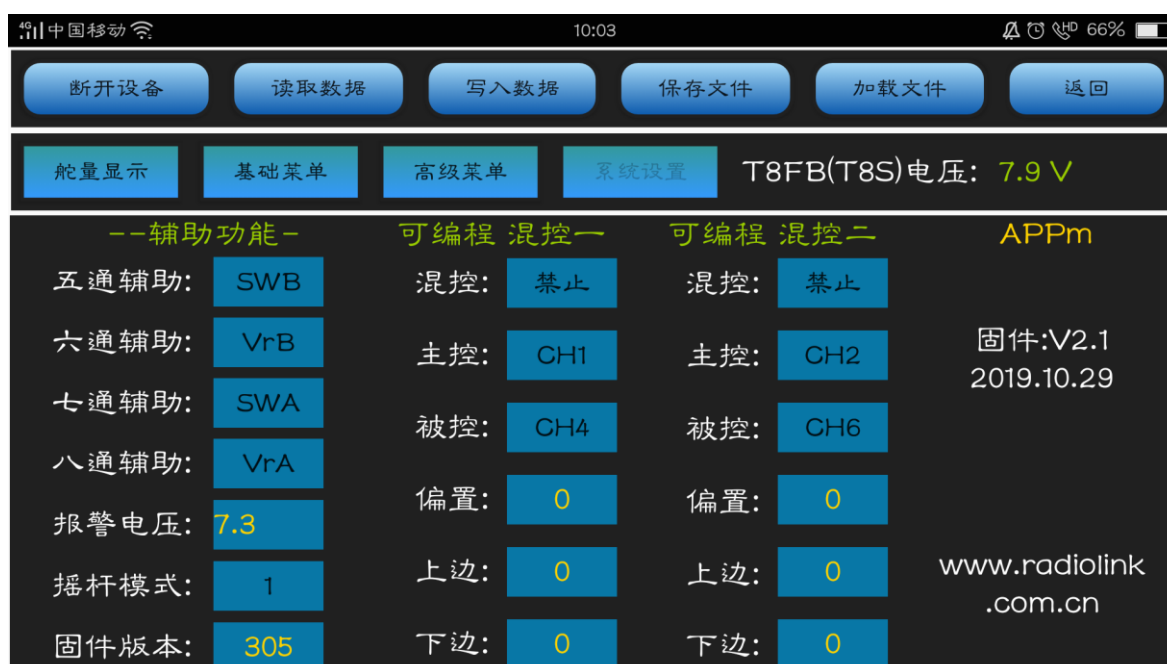 4G 中国移动 10:03 HD 66%
断开设备 读取数据 写入数据 保存文件 加载文件 返回
舵量显示 基础菜单 高级菜单 系统设置 T8FB(T8S)电压: 7.9 V
--辅助功能- 可编程 混控一 可编程 混控二 APPm
五通辅助: SWB 混控: 禁止 混控: 禁止
六通辅助: VrB 主控: CH1 主控: CH2 固件:V2.1
2019.10.29
七通辅助: SWA 被控: CH4 被控: CH6
八通辅助: VrA 偏置: 0 偏置: 0
报警电压: 7.3
摇杆模式: 1 上边: 0 上边: 0 www.radiolink
.com.cn
固件版本: 305 下边: 0 下边: 0